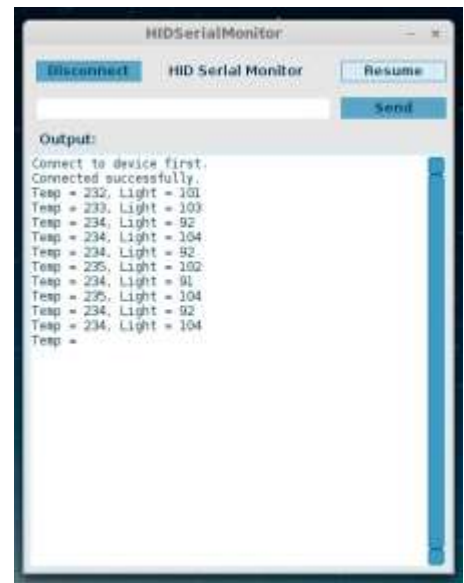 HIDSerialMonitor
Disconnect HID Serial Monitor Resume
Send
Output:
Connect to device first.
Connected successfully.
Temp = 232, Light = 101
Temp = 233, Light = 103
Temp = 234, Light = 92
Temp = 234, Light = 104
Temp = 234, Light = 92
Temp = 235, Light = 102
Temp = 234, Light = 91
Temp = 235, Light = 104
Temp = 234, Light = 92
Temp = 234, Light = 104
Temp =